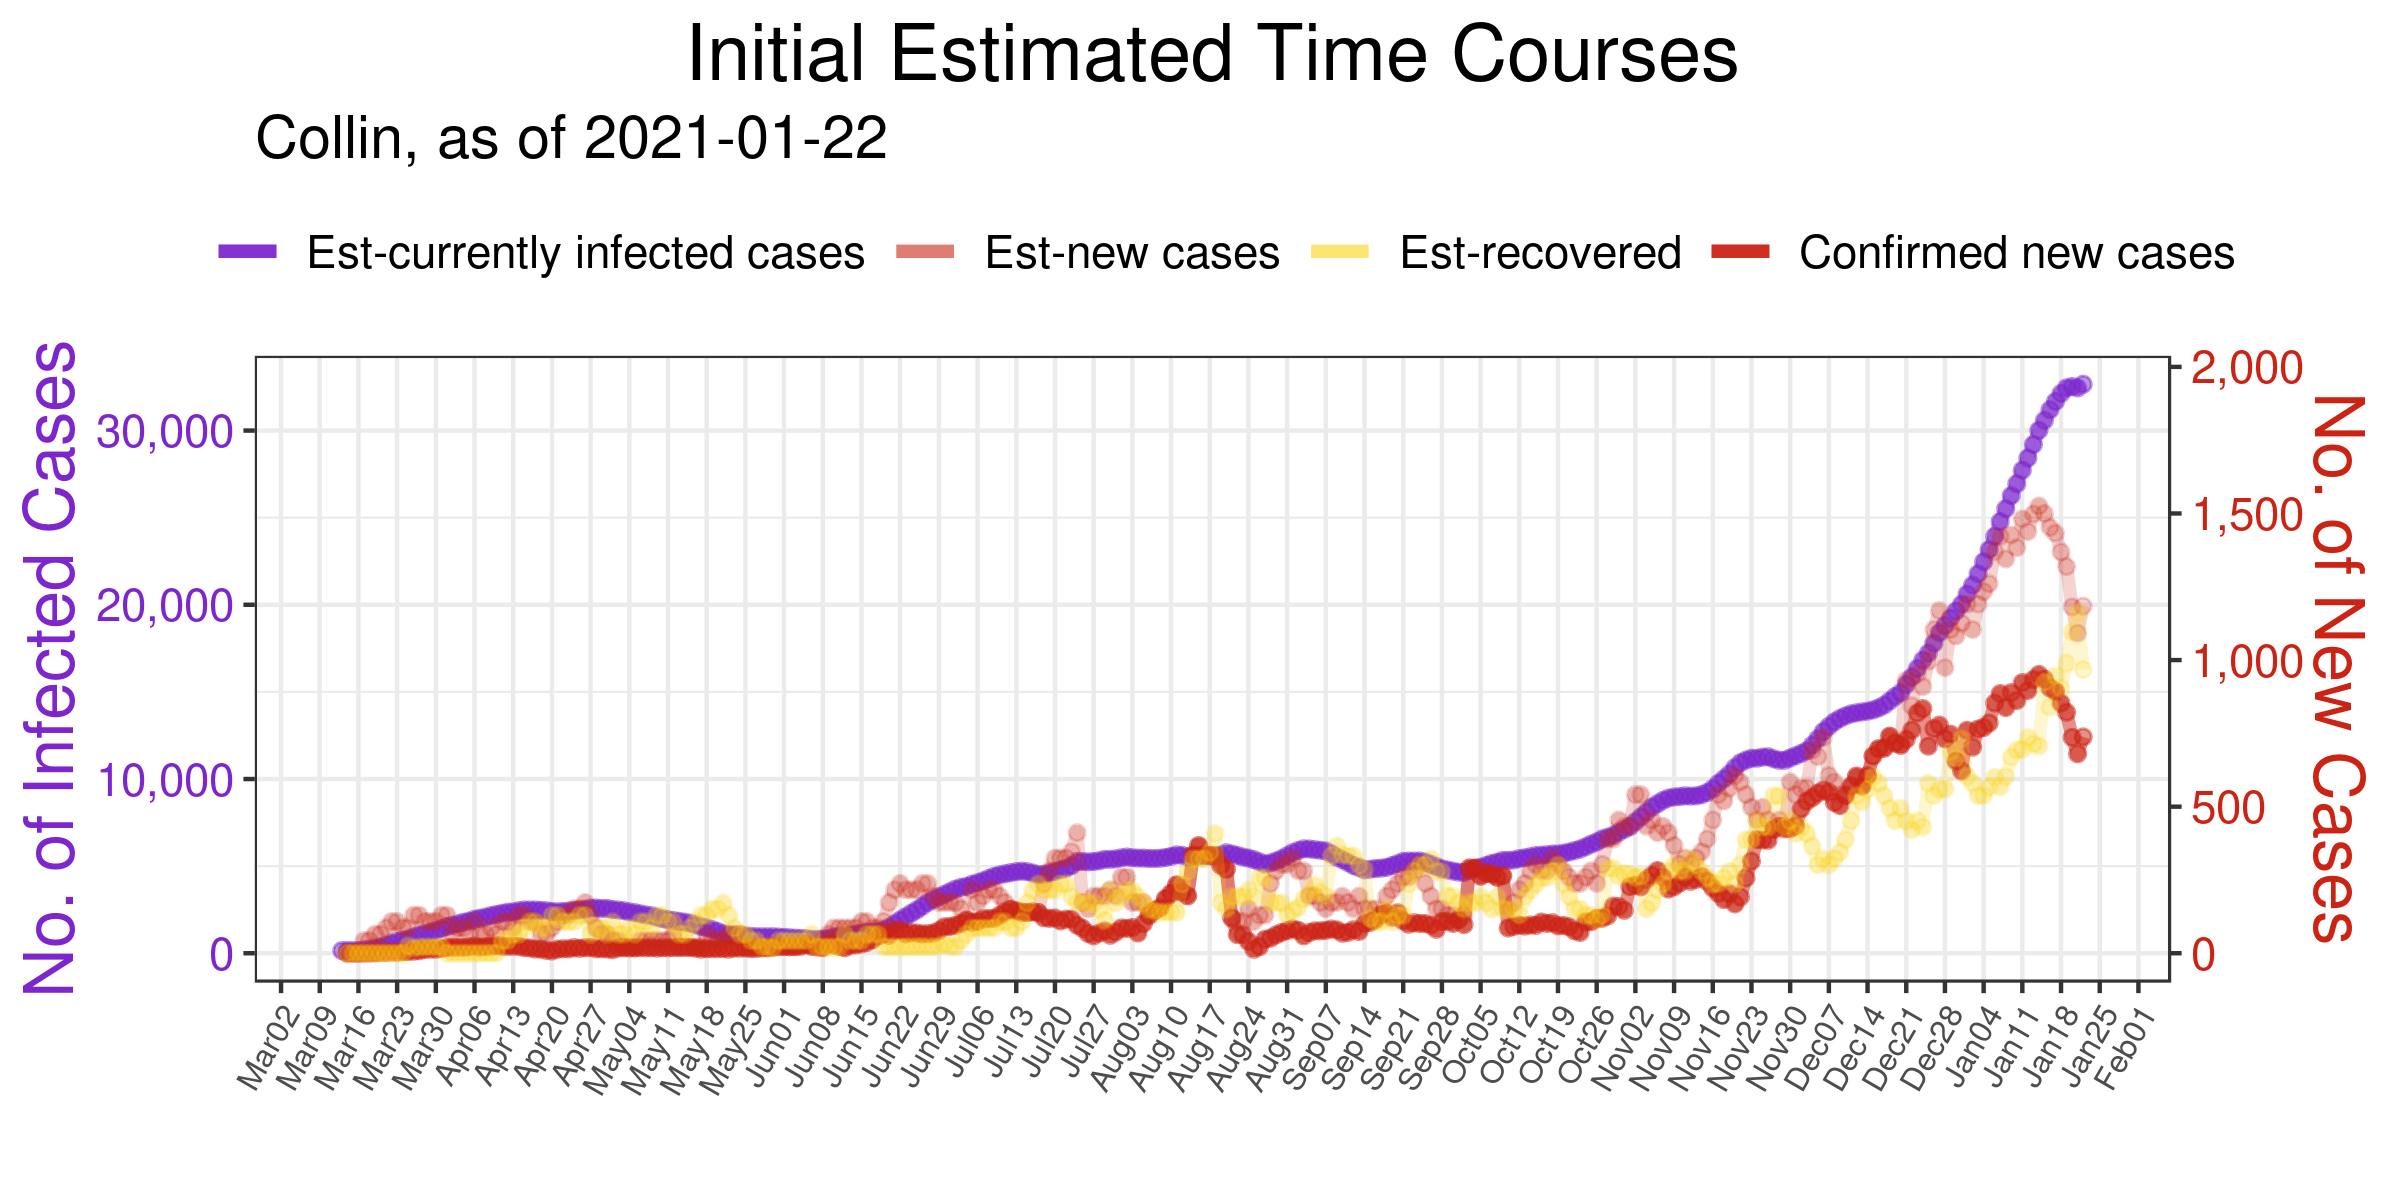 Initial Estimated Time Courses
Collin, as of 2021-01-22
Est-currently infected cases
Est-new cases
Est-recovered
Confirmed new cases
No. of Infected Cases
30,000
20,000
10,000
0
2,000
1,500
1,000
500
0
No. of New Cases
Mar02
Mar09
Mar16
Mar23
Mar30
Apr06
Apr13
Apr20
Apr27
May04
May11
May18
May25
Jun01
Jun08
Jun15
Jun22
Jun29
Jul06
Jul13
Jul20
Jul27
Aug03
Aug10
Aug17
Aug24
Aug31
Sep07
Sep14
Sep21
Sep28
Oct05
Oct12
Oct19
Oct26
Nov02
Nov09
Nov16
Nov23
Nov30
Dec07
Dec14
Dec21
Dec28
Jan04
Jan11
Jan18
Jan25
Feb01